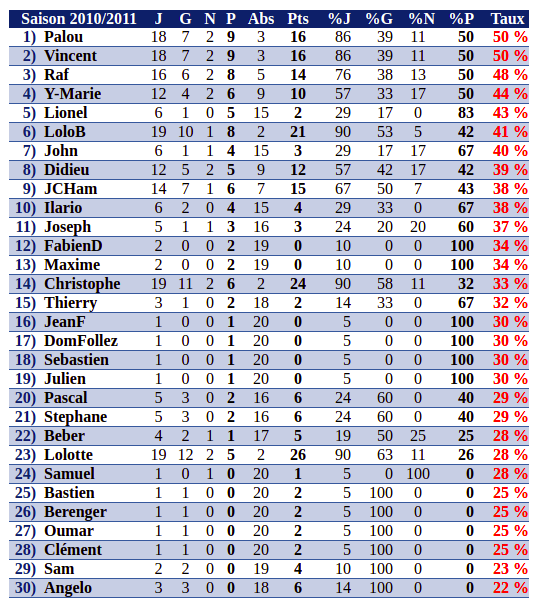 Saison 2010/2011 J G N P Abs Pts %J %G %N %P Taux
1) Palou 18 7 2 9 3 16 86 39 11 50 50 %
2) Vincent 18 7 2 9 3 16 86 39 11 50 50 %
3) Raf 16 6 2 8 5 14 76 38 13 50 48 %
4) Y-Marie 12 4 2 6 9 10 57 33 17 50 44 %
5) Lionel 6 1 0 5 15 2 29 17 0 83 43 %
6) LoloB 19 10 1 8 2 21 90 53 5 42 41 %
7) John 6 1 1 4 15 3 29 17 17 67 40 %
8) Didieu 12 5 2 5 9 12 57 42 17 42 39 %
9) JCHam 14 7 1 6 7 15 67 50 7 43 38 %
10) Ilario 6 2 0 4 15 4 29 33 0 67 38 %
11) Joseph 5 1 1 3 16 3 24 20 20 60 37 %
12) FabienD 2 0 0 2 19 0 10 0 0 100 34 %
13) Maxime 2 0 0 2 19 0 10 0 0 100 34 %
14) Christophe 19 11 2 6 2 24 90 58 11 32 33 %
15) Thierry 3 1 0 2 18 2 14 33 0 67 32 %
16) JeanF 1 0 0 1 20 0 5 0 0 100 30 %
17) DomFollez 1 0 0 1 20 0 5 0 0 100 30 %
18) Sebastien 1 0 0 1 20 0 5 0 0 100 30 %
19) Julien 1 0 0 1 20 0 5 0 0 100 30 %
20) Pascal 5 3 0 2 16 6 24 60 0 40 29 %
21) Stephane 5 3 0 2 16 6 24 60 0 40 29 %
22) Beber 4 2 1 1 17 5 19 50 25 25 28 %
23) Lolotte 19 12 2 5 2 26 90 63 11 26 28 %
24) Samuel 1 0 1 0 20 1 5 0 100 0 28 %
25) Bastien 1 1 0 0 20 2 5 100 0 0 25 %
26) Berenger 1 1 0 0 20 2 5 100 0 0 25 %
27) Oumar 1 1 0 0 20 2 5 100 0 0 25 %
28) Clément 1 1 0 0 20 2 5 100 0 0 25 %
29) Sam 2 2 0 0 19 4 10 100 0 0 23 %
30) Angelo 3 3 0 0 18 6 14 100 0 0 22 %